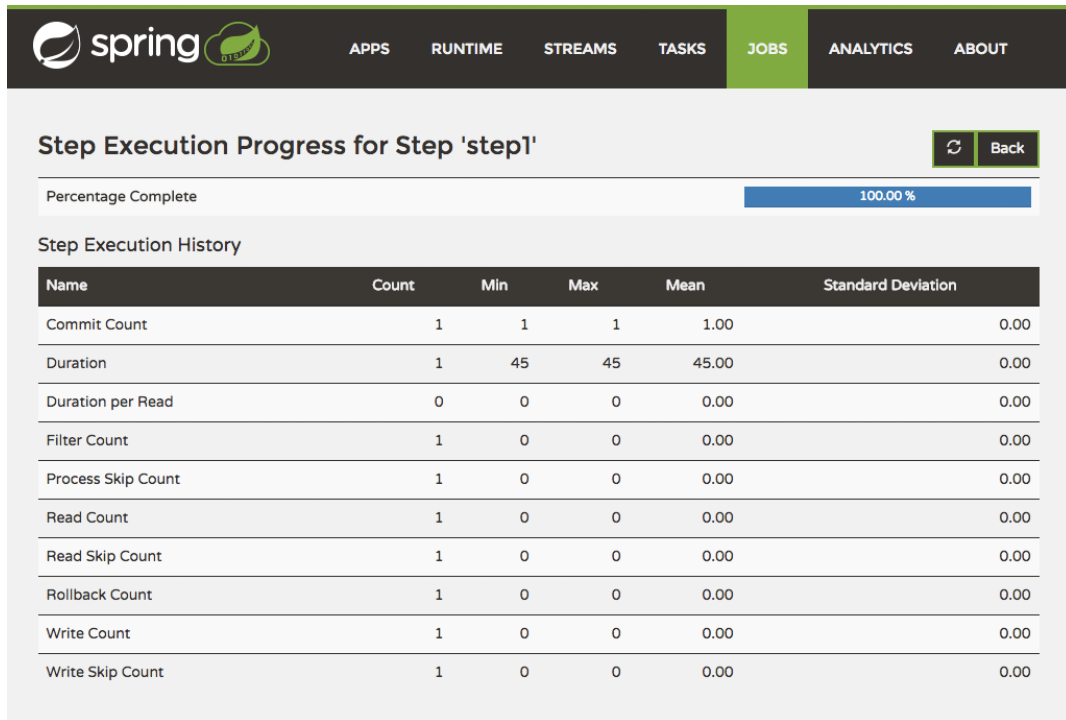 spring
APPS RUNTIME STREAMS TASKS JOBS ANALYTICS ABOUT
Step Execution Progress for Step 'step1'
Back
Percentage Complete 100.00 %
Step Execution History
Name Count Min Max Mean Standard Deviation
Commit Count 1 1 1 1.00 0.00
Duration 1 45 45 45.00 0.00
Duration per Read 0 0 0 0.00 0.00
Filter Count 1 0 0 0.00 0.00
Process Skip Count 1 0 0 0.00 0.00
Read Count 1 0 0 0.00 0.00
Read Skip Count 1 0 0 0.00 0.00
Rollback Count 1 0 0 0.00 0.00
Write Count 1 0 0 0.00 0.00
Write Skip Count 1 0 0 0.00 0.00